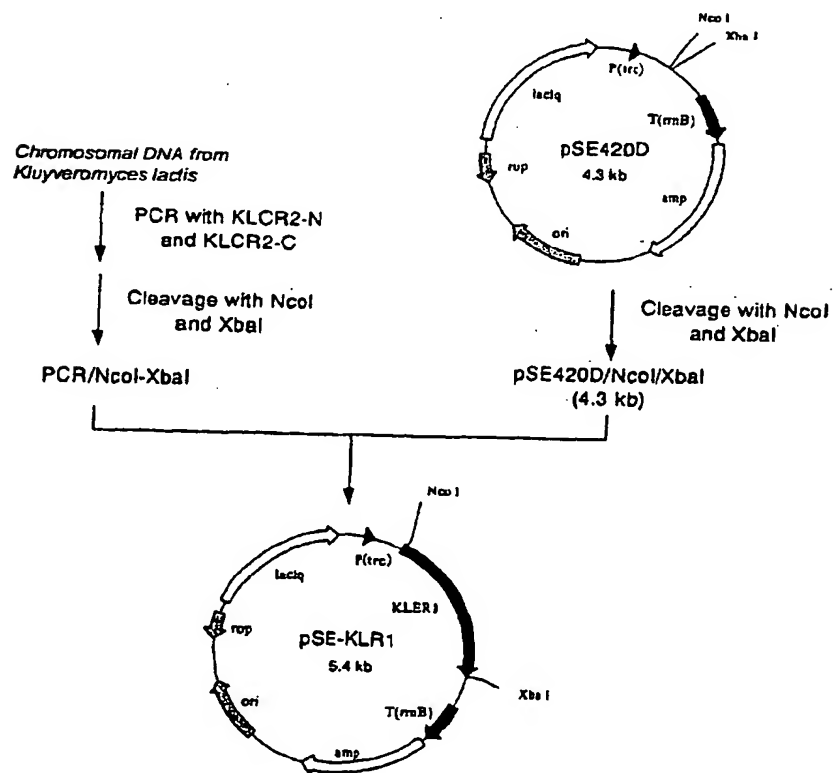 Nco I
Xba I
P(trc)
lacIq
T(rrnB)
pSE420D
4.3 kb
rop
amp
ori
Chromosomal DNA from
Kluyveromyces lactis
PCR with KLCR2-N
and KLCR2-C
Cleavage with NcoI
and XbaI
Cleavage with NcoI
and XbaI
PCR/NcoI-XbaI
pSE420D/NcoI/XbaI
(4.3 kb)
Nco I
P(trc)
lacIq
KLER1
rop
pSE-KLR1
5.4 kb
Xba I
ori
T(rrnB)
amp